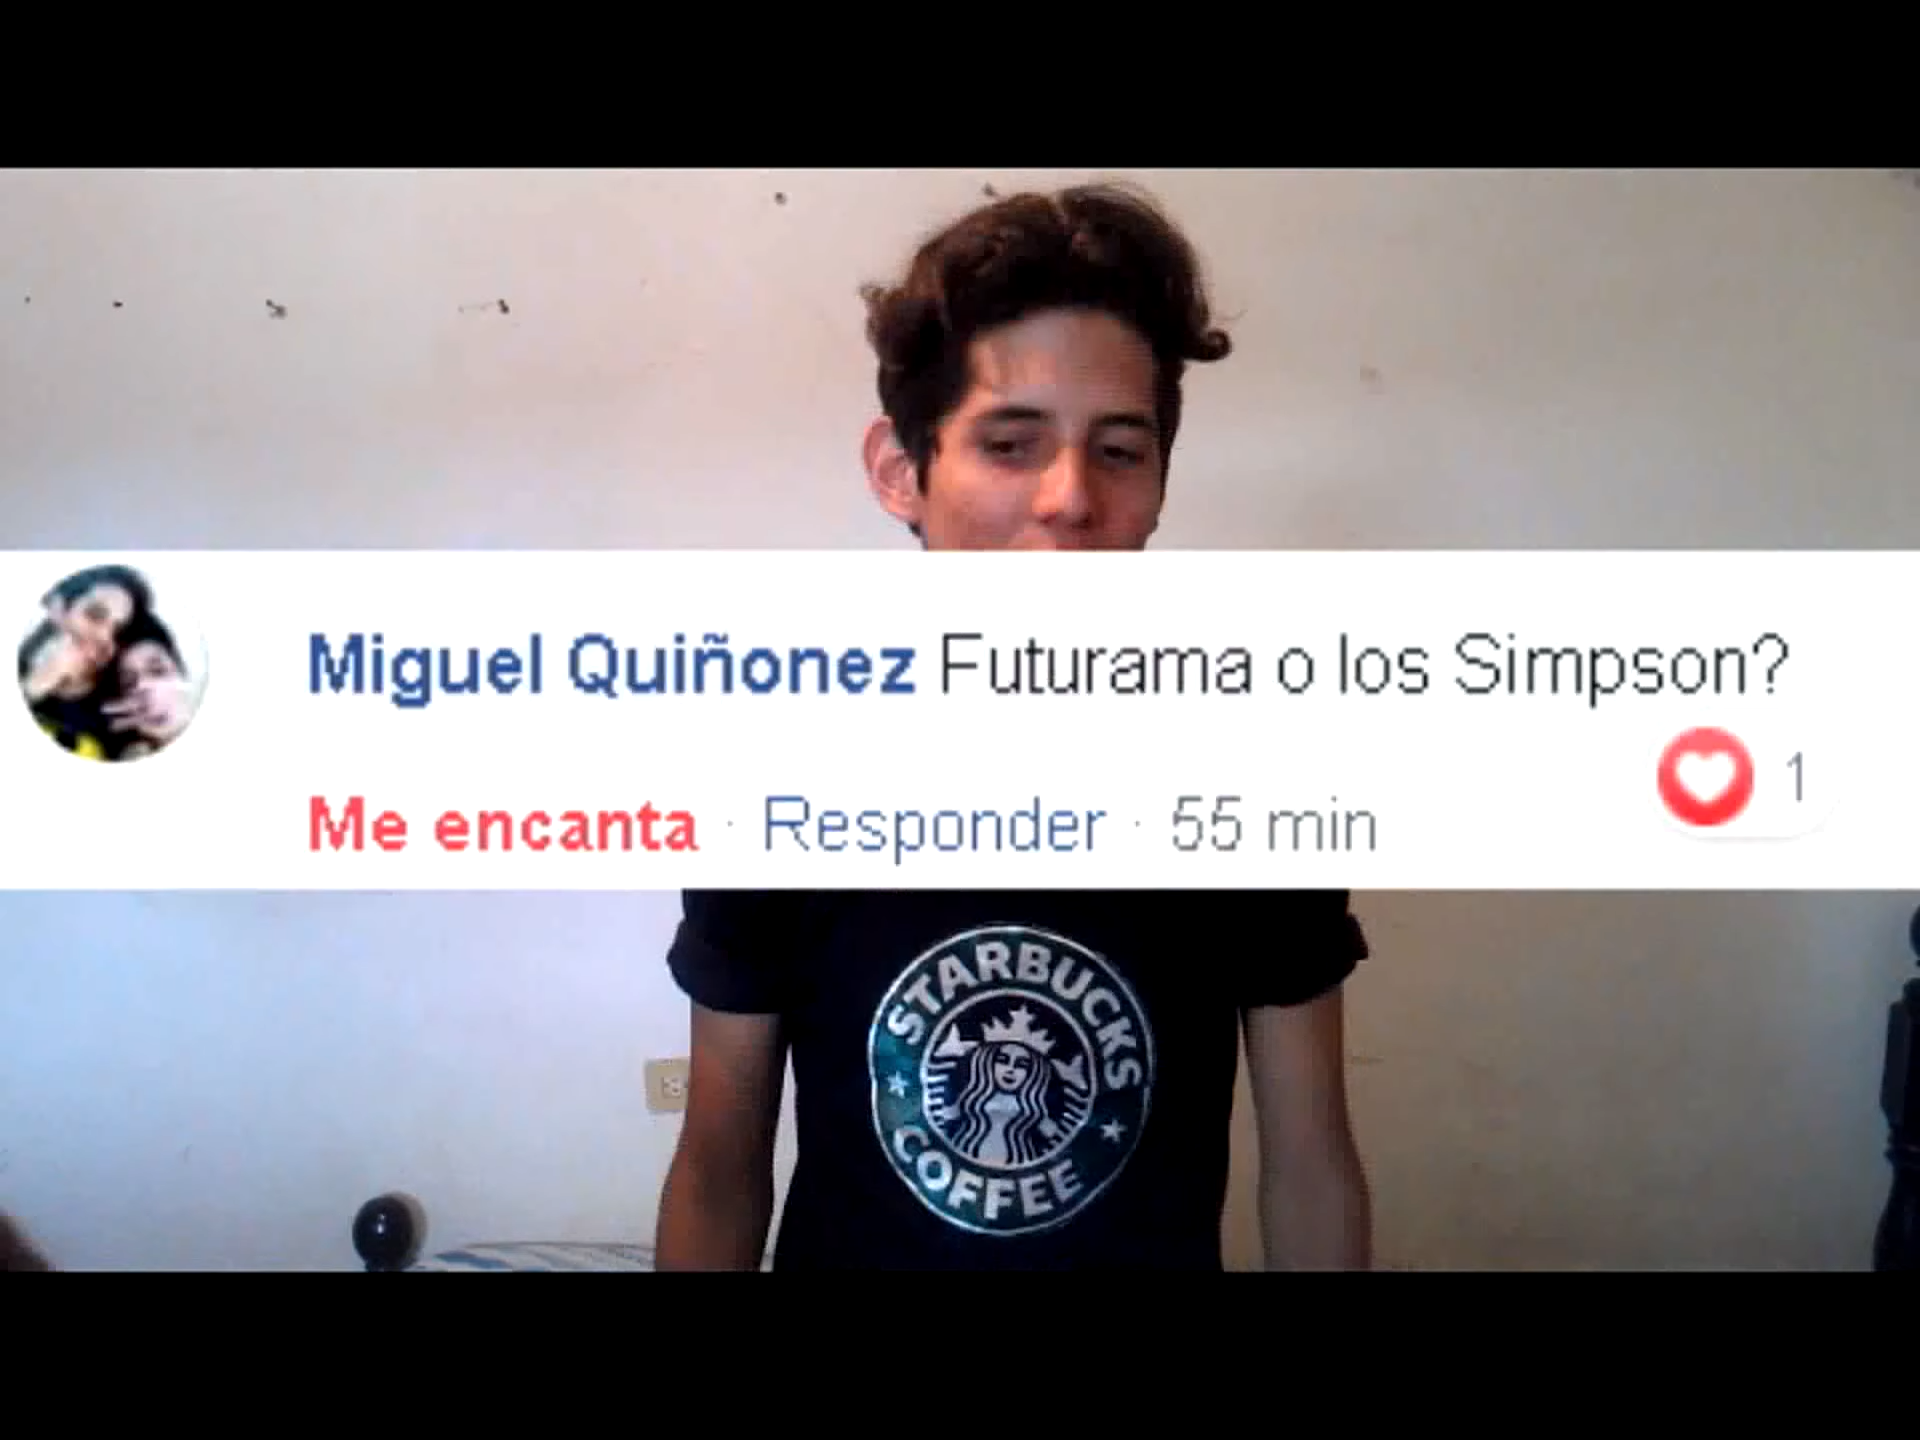 Miguel Quiñonez Futurama o los Simpson?
1
Me encanta · Responder · 55 min
STARBUCKS
COFFEE